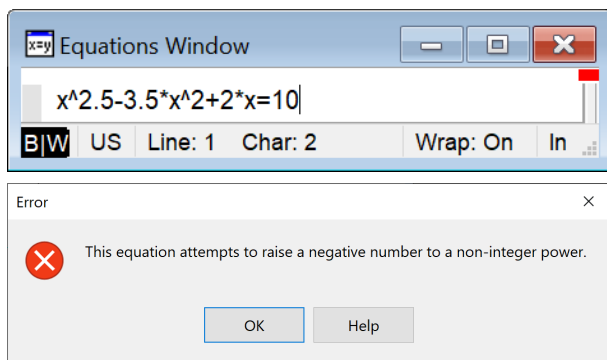 x=y Equations Window
x^2.5-3.5*x^2+2*x=10
B|W US Line: 1 Char: 2 Wrap: On In
Error
This equation attempts to raise a negative number to a non-integer power.
OK Help